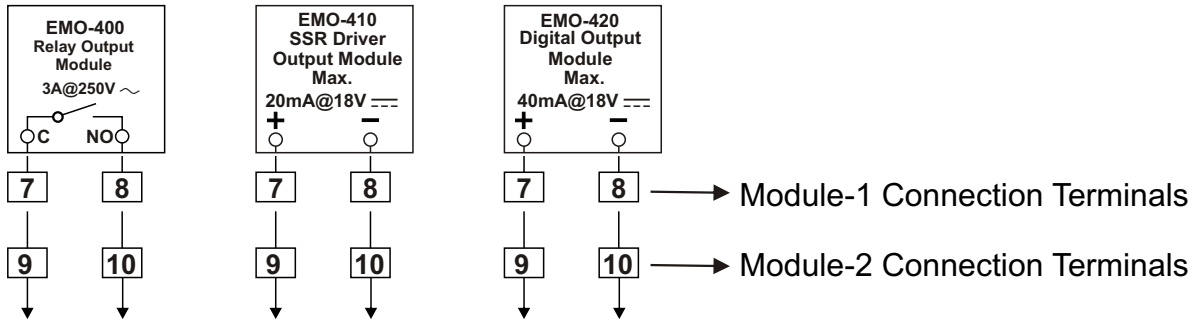 EMO-400
Relay Output
Module
3A@250V ~
C NO
7 8
9 10
EMO-410
SSR Driver
Output Module
Max.
20mA@18V ⎓
+ −
7 8
9 10
EMO-420
Digital Output
Module
Max.
40mA@18V ⎓
+ −
7 8
9 10
Module-1 Connection Terminals
Module-2 Connection Terminals